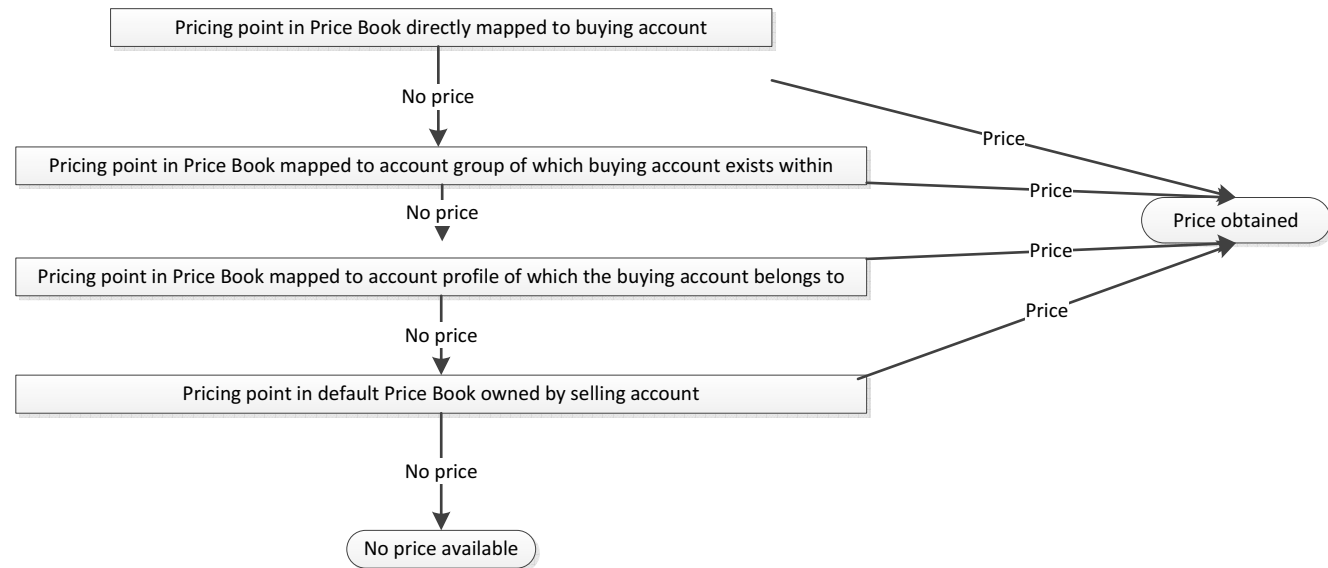 Pricing point in Price Book directly mapped to buying account
No price
Price
Pricing point in Price Book mapped to account group of which buying account exists within
Price
No price
Price obtained
Price
Pricing point in Price Book mapped to account profile of which the buying account belongs to
Price
No price
Pricing point in default Price Book owned by selling account
No price
No price available